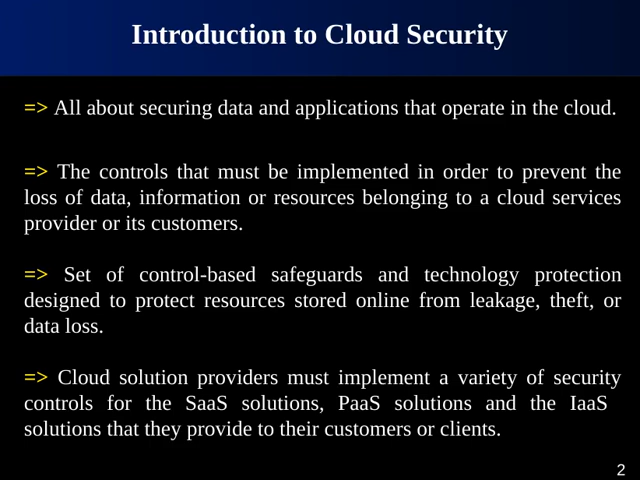 Introduction to Cloud Security
=> All about securing data and applications that operate in the cloud.
=> The controls that must be implemented in order to prevent the
loss of data, information or resources belonging to a cloud services
provider or its customers.
=> Set of control-based safeguards and technology protection
designed to protect resources stored online from leakage, theft, or
data loss.
=> Cloud solution providers must implement a variety of security
controls for the SaaS solutions, PaaS solutions and the IaaS
solutions that they provide to their customers or clients.
2